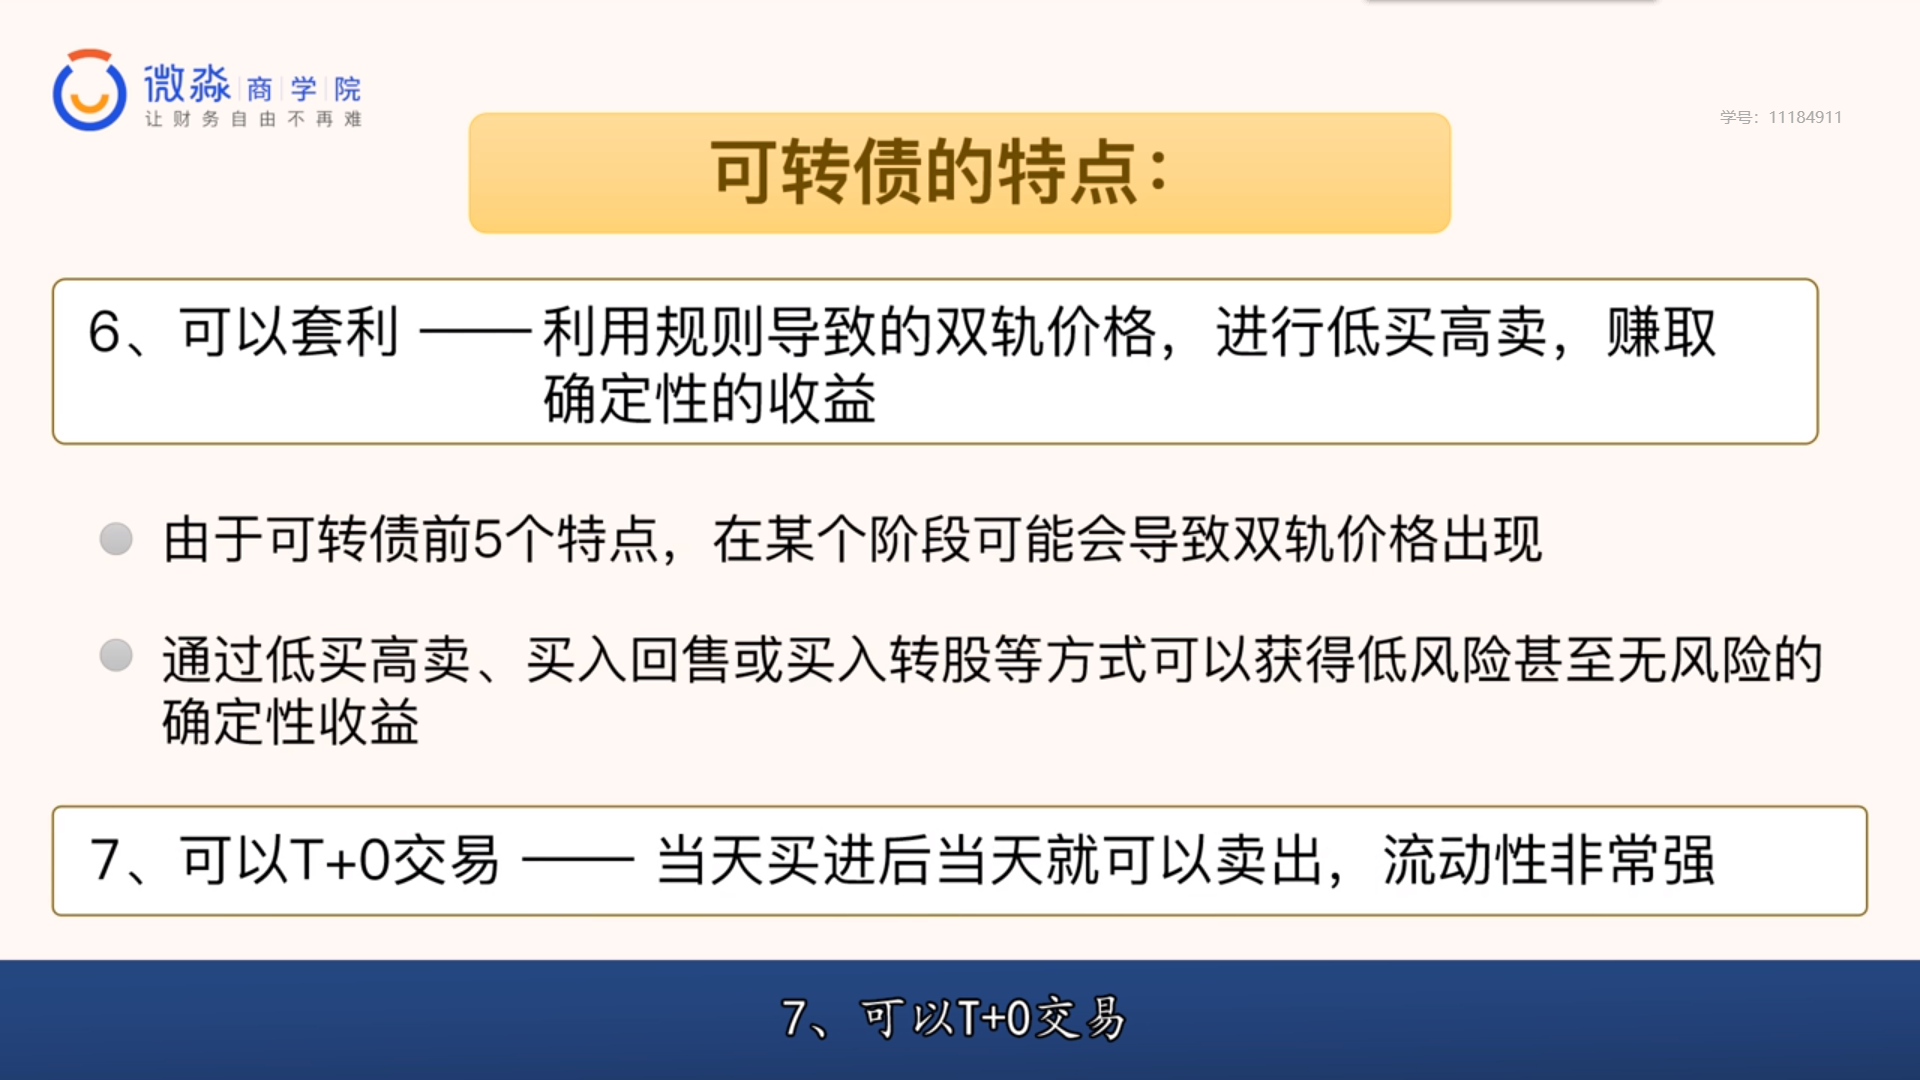 微淼 商学院
让财务自由不再难
学号：11184911
可转债的特点：
6、可以套利 ——利用规则导致的双轨价格，进行低买高卖，赚取
确定性的收益
由于可转债前5个特点，在某个阶段可能会导致双轨价格出现
通过低买高卖、买入回售或买入转股等方式可以获得低风险甚至无风险的
确定性收益
7、可以T+0交易 —— 当天买进后当天就可以卖出，流动性非常强
7、可以T+0交易